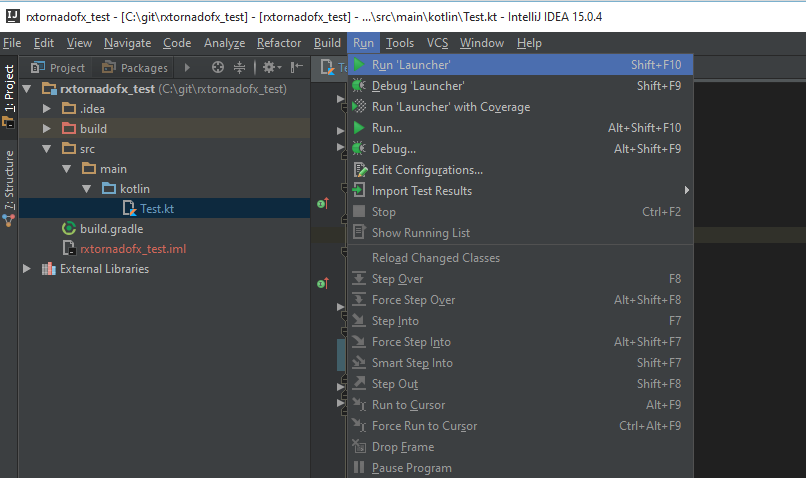 rxtornadofx_test - [C:\git\rxtornadofx_test] - [rxtornadofx_test] - ...\src\main\kotlin\Test.kt - IntelliJ IDEA 15.0.4
File Edit View Navigate Code Analyze Refactor Build Run Tools VCS Window Help
1: Project
7: Structure
Project Packages
rxtornadofx_test (C:\git\rxtornadofx_test)
.idea
build
src
main
kotlin
Test.kt
build.gradle
rxtornadofx_test.iml
External Libraries
Run 'Launcher' Shift+F10
Debug 'Launcher' Shift+F9
Run 'Launcher' with Coverage
Run... Alt+Shift+F10
Debug... Alt+Shift+F9
Edit Configurations...
Import Test Results
Stop Ctrl+F2
Show Running List
Reload Changed Classes
Step Over F8
Force Step Over Alt+Shift+F8
Step Into F7
Force Step Into Alt+Shift+F7
Smart Step Into Shift+F7
Step Out Shift+F8
Run to Cursor Alt+F9
Force Run to Cursor Ctrl+Alt+F9
Drop Frame
Pause Program